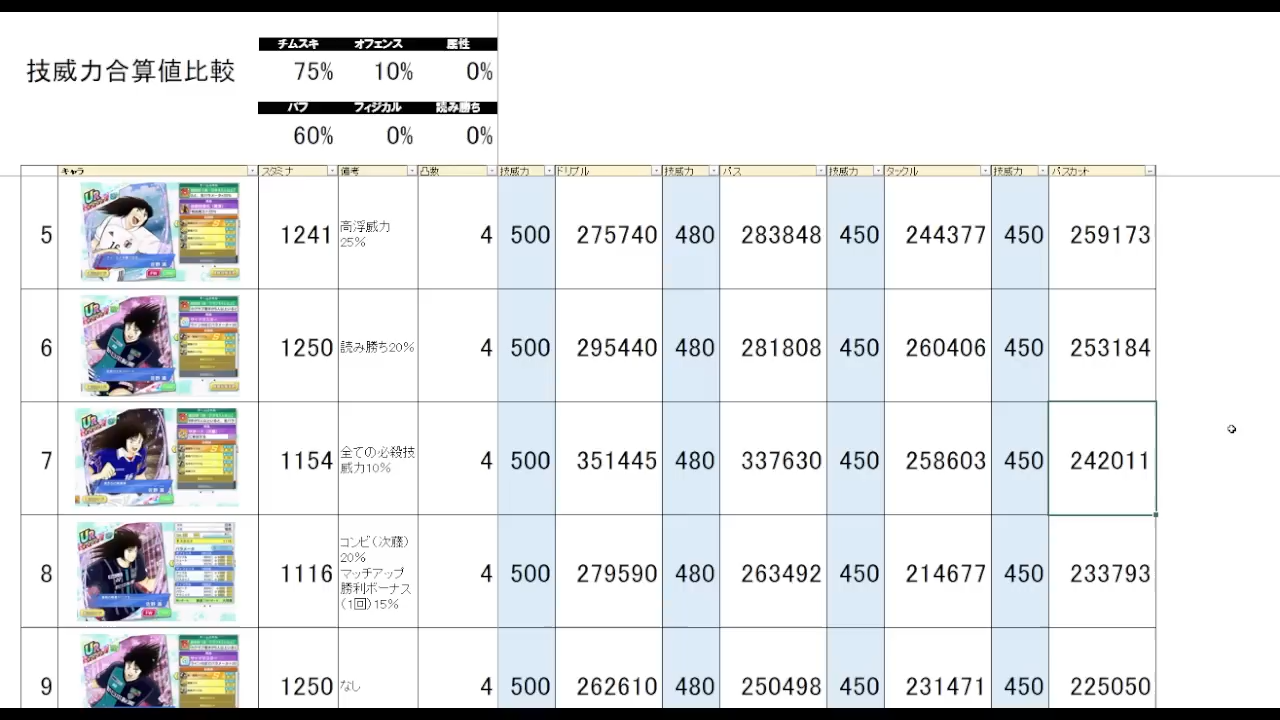 チムスキ オフェンス 属性
技威力合算値比較 75% 10% 0%
バフ フィジカル 読み勝ち
60% 0% 0%
キャラ スタミナ 備考 凸数 技威力 ドリブル 技威力 パス 技威力 タックル 技威力 パスカット
5 1241 高浮威力 25% 4 500 275740 480 283848 450 244377 450 259173
6 1250 読み勝ち20% 4 500 295440 480 281808 450 260406 450 253184
7 1154 全ての必殺技威力10% 4 500 351445 480 337630 450 258603 450 242011
8 1116 コンビ(次藤) 20% マッチアップ勝利ボーナス(1回)15% 4 500 279590 480 263492 450 214677 450 233793
9 1250 なし 4 500 262610 480 250498 450 231471 450 225050